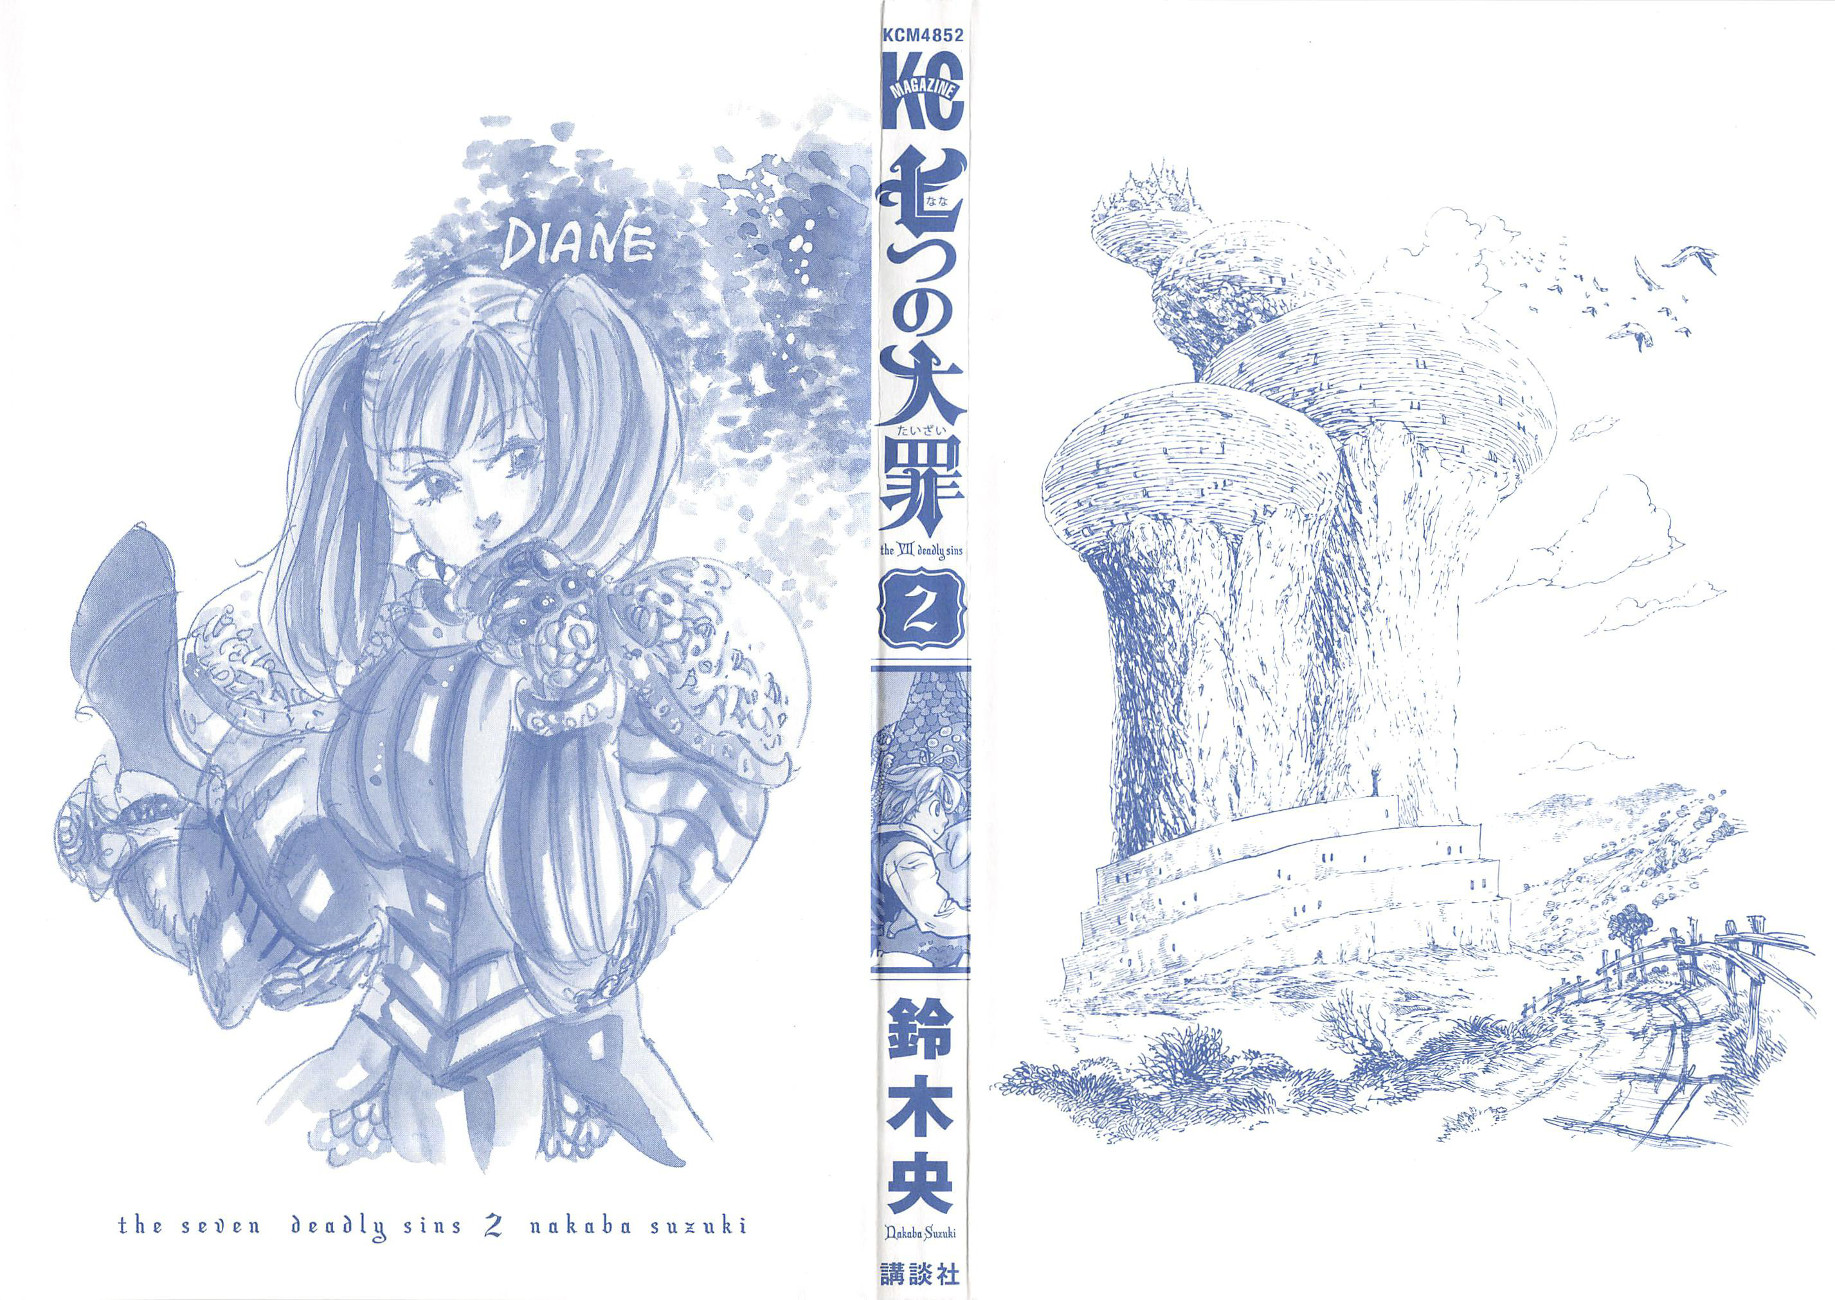 DIANE
the seven deadly sins 2 nakaba suzuki
KCM4852
KC
MAGAZINE
七つの大罪
なな
たいざい
the VII deadly sins
2
鈴木央
Nakaba Suzuki
講談社